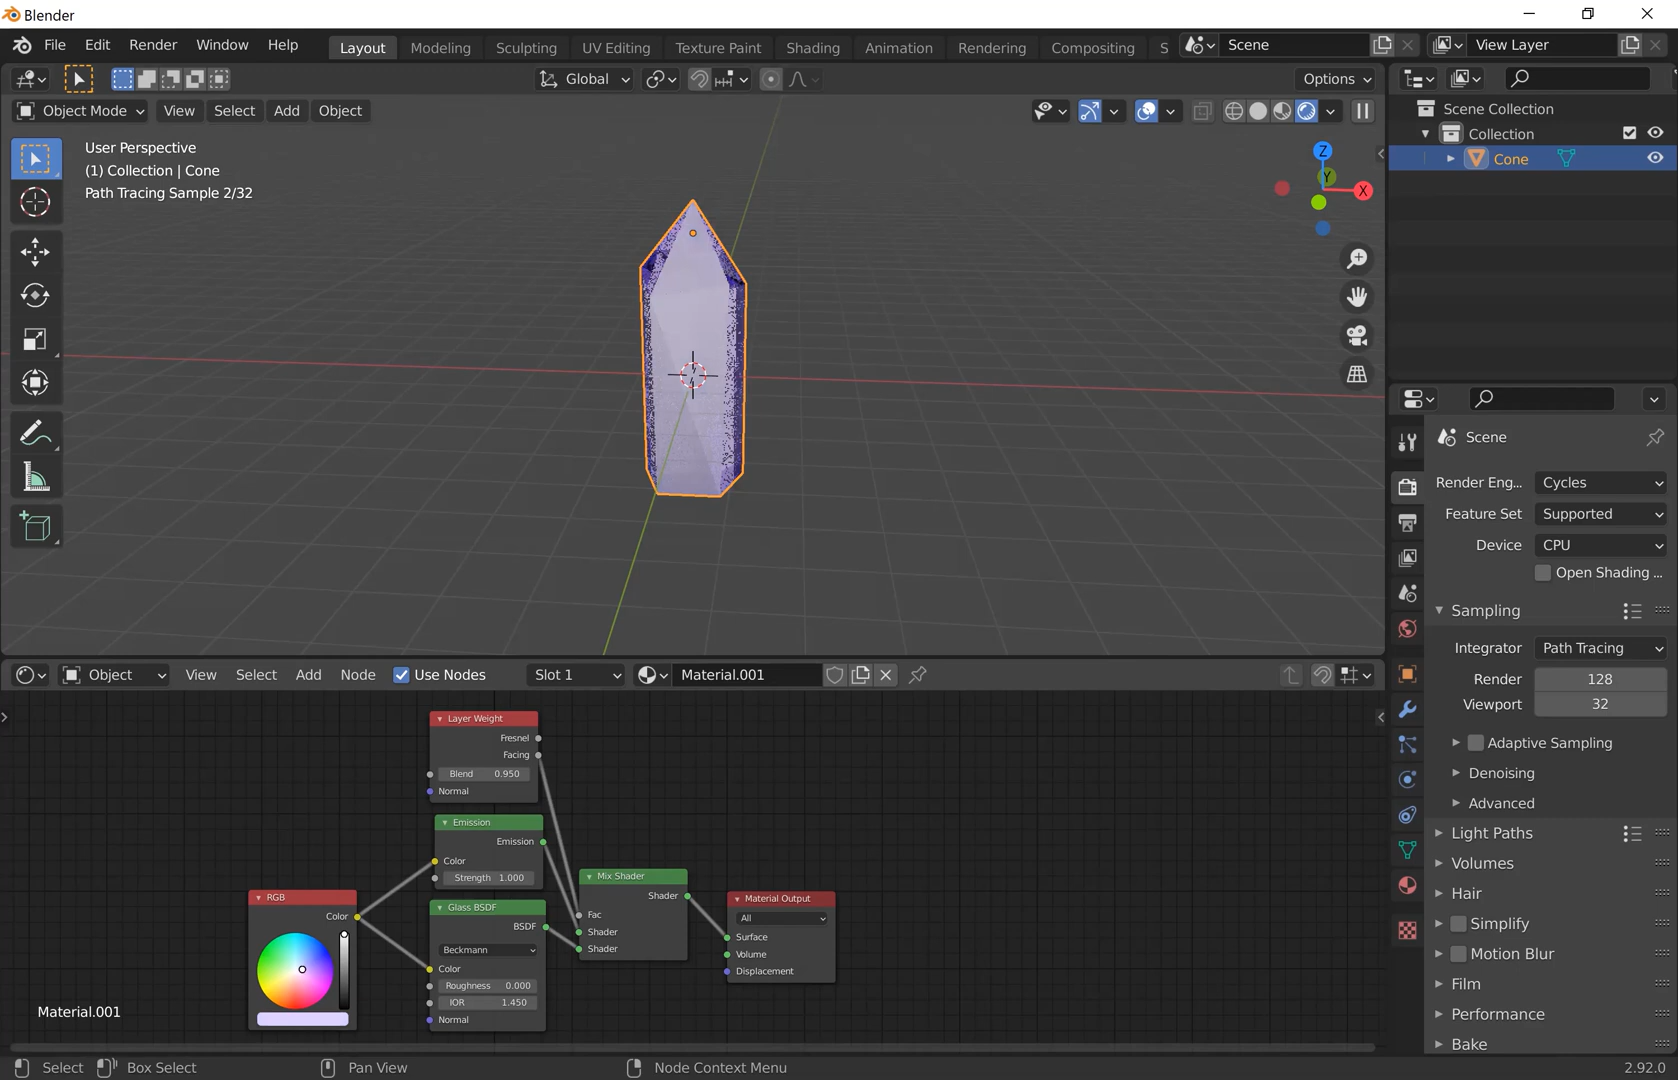 Blender
File Edit Render Window Help
Layout Modeling Sculpting UV Editing Texture Paint Shading Animation Rendering Compositing S
Scene
View Layer
Global
Options
Object Mode View Select Add Object
User Perspective
(1) Collection | Cone
Path Tracing Sample 2/32
Z
Y
X
Scene Collection
Collection
Cone
Scene
Render Eng... Cycles
Feature Set Supported
Device CPU
Open Shading ...
Sampling
Integrator Path Tracing
Render 128
Viewport 32
Adaptive Sampling
Denoising
Advanced
Light Paths
Volumes
Hair
Simplify
Motion Blur
Film
Performance
Bake
Object View Select Add Node Use Nodes Slot 1 Material.001
Layer Weight
Fresnel
Facing
Blend 0.950
Normal
Emission
Emission
Color
Strength 1.000
RGB
Color
Glass BSDF
BSDF
Beckmann
Color
Roughness 0.000
IOR 1.450
Normal
Mix Shader
Shader
Fac
Shader
Shader
Material Output
All
Surface
Volume
Displacement
Material.001
Select Box Select Pan View Node Context Menu 2.92.0